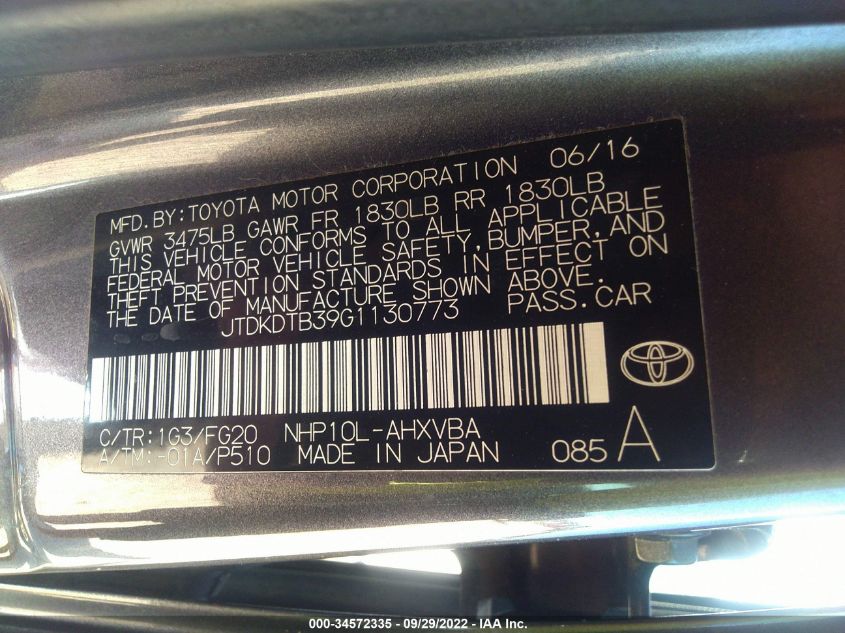 MFD.BY:TOYOTA MOTOR CORPORATION 06/16
GVWR 3475LB GAWR FR 1830LB RR 1830LB
THIS VEHICLE CONFORMS TO ALL APPLICABLE
FEDERAL MOTOR VEHICLE SAFETY,BUMPER,AND
THEFT PREVENTION STANDARDS IN EFFECT ON
THE DATE OF MANUFACTURE SHOWN ABOVE.
JTDKDTB39G1130773 PASS.CAR
C/TR:1G3/FG20 NHP10L-AHXVBA
A/TM:-01A/P510 MADE IN JAPAN 085 A
000-34572335 - 09/29/2022 - IAA Inc.